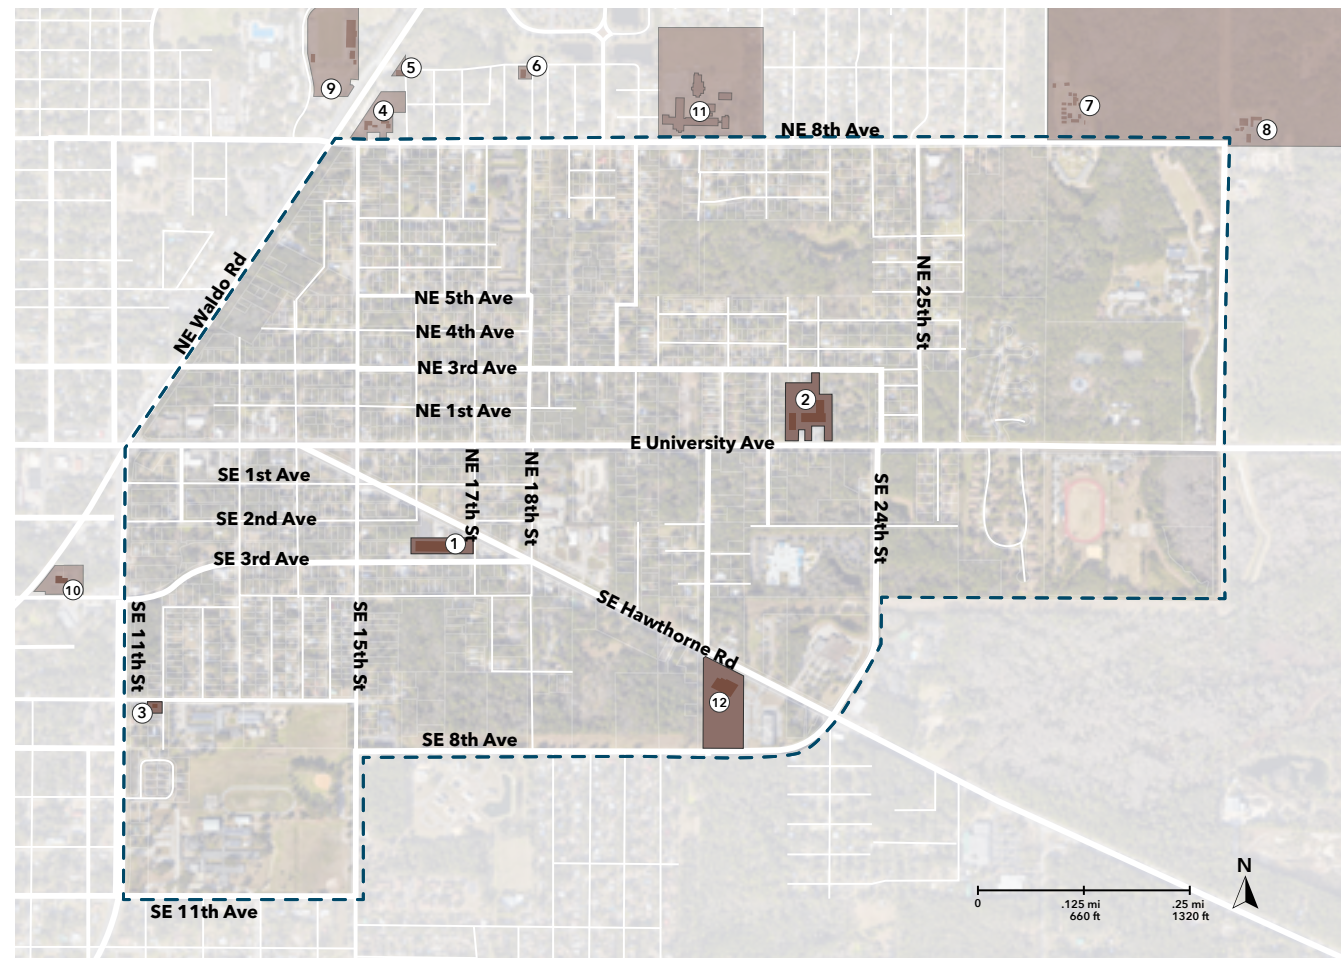 5
6
9
4
11
7
8
NE 8th Ave
NE Waldo Rd
NE 25th St
NE 5th Ave
NE 4th Ave
NE 3rd Ave
NE 1st Ave
2
E University Ave
SE 1st Ave
SE 2nd Ave
SE 3rd Ave
NE 17th St
NE 18th St
SE 24th St
1
10
SE 11th St
SE 15th St
SE Hawthorne Rd
3
12
SE 8th Ave
SE 11th Ave
N
0
.125 mi
660 ft
.25 mi
1320 ft